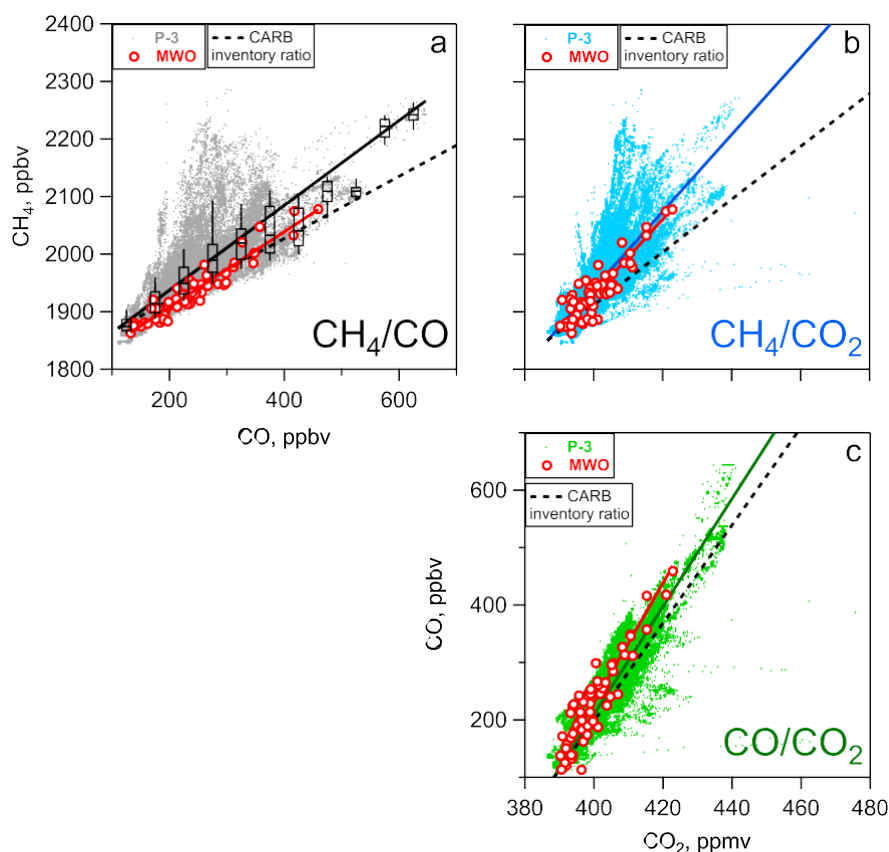 2400
2300
2200
2100
2000
1900
1800
CH4, ppbv
P-3
MWO
CARB
inventory ratio
a
CH4/CO
200
400
600
CO, ppbv
P-3
MWO
CARB
inventory ratio
b
CH4/CO2
P-3
MWO
CARB
inventory ratio
c
600
400
200
CO, ppbv
CO/CO2
380
400
420
440
460
480
CO2, ppmv